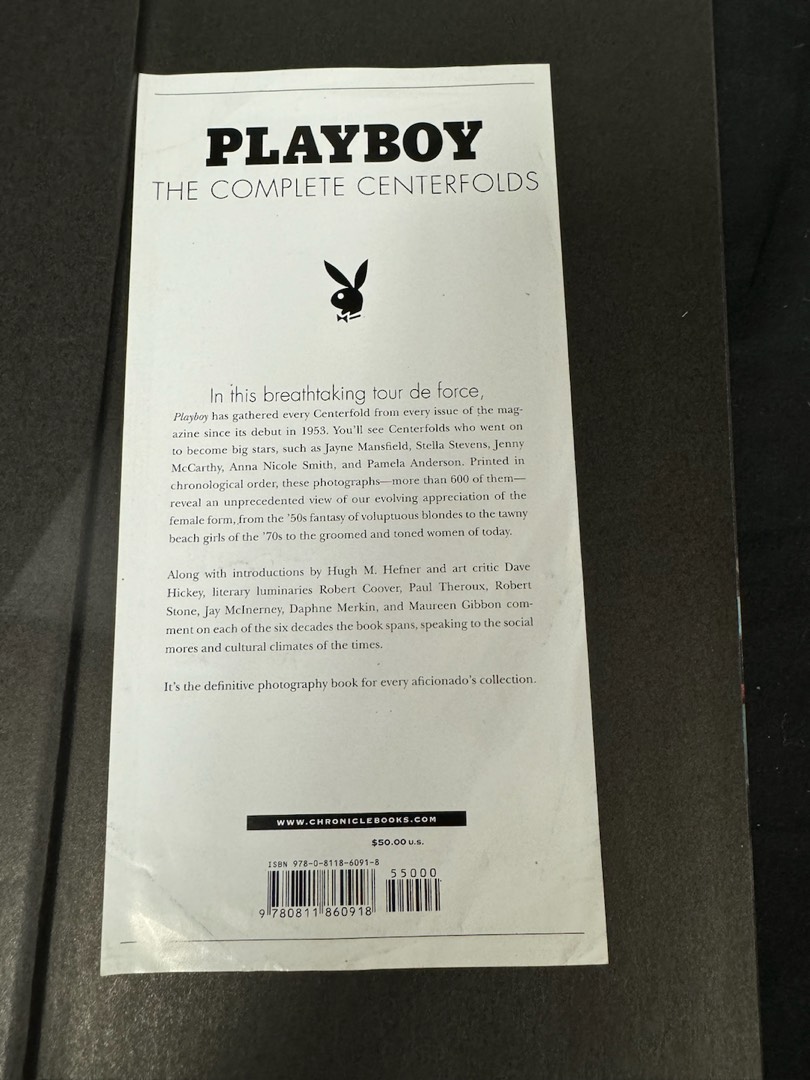 PLAYBOY
THE COMPLETE CENTERFOLDS
In this breathtaking tour de force,
Playboy has gathered every Centerfold from every issue of the mag-
azine since its debut in 1953. You'll see Centerfolds who went on
to become big stars, such as Jayne Mansfield, Stella Stevens, Jenny
McCarthy, Anna Nicole Smith, and Pamela Anderson. Printed in
chronological order, these photographs—more than 600 of them—
reveal an unprecedented view of our evolving appreciation of the
female form, from the '50s fantasy of voluptuous blondes to the tawny
beach girls of the '70s to the groomed and toned women of today.
Along with introductions by Hugh M. Hefner and art critic Dave
Hickey, literary luminaries Robert Coover, Paul Theroux, Robert
Stone, Jay McInerney, Daphne Merkin, and Maureen Gibbon com-
ment on each of the six decades the book spans, speaking to the social
mores and cultural climates of the times.
It's the definitive photography book for every aficionado's collection.
WWW.CHRONICLEBOOKS.COM
$50.00 U.S.
ISBN 978-0-8118-6091-8
55000
9 780811 860918